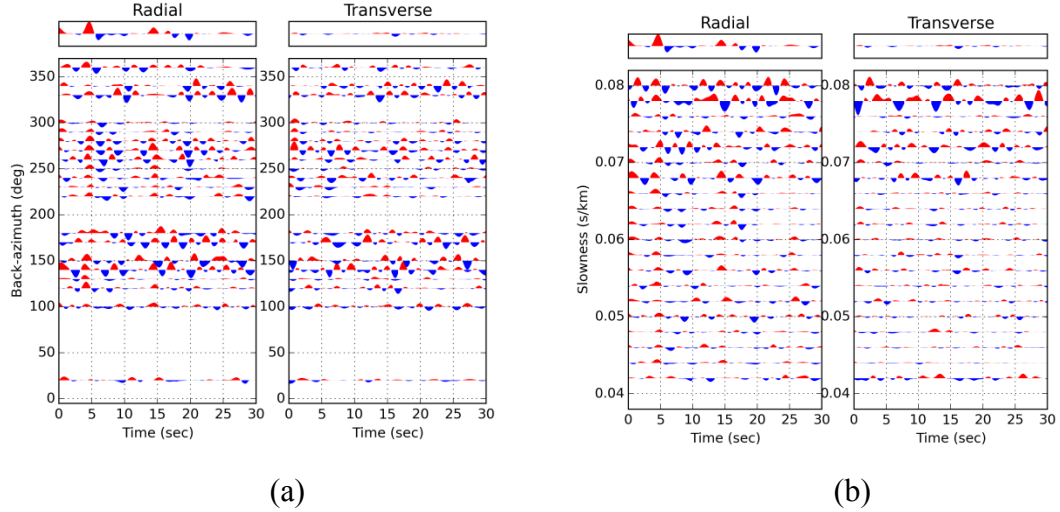 Radial Transverse
350
300
250
200
150
100
50
0
Back-azimuth (deg)
0 5 10 15 20 25 30 0 5 10 15 20 25 30
Time (sec) Time (sec)
350
300
250
200
150
100
50
0
(a)
Radial Transverse
0.08
0.07
0.06
0.05
0.04
Slowness (s/km)
0 5 10 15 20 25 30 0 5 10 15 20 25 30
Time (sec) Time (sec)
0.08
0.07
0.06
0.05
0.04
(b)